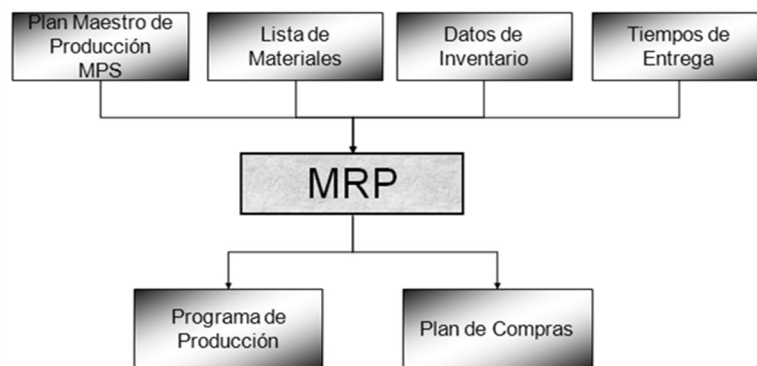 Plan Maestro de
Producción
MPS
Lista de
Materiales
Datos de
Inventario
Tiempos de
Entrega
MRP
Programa de
Producción
Plan de Compras